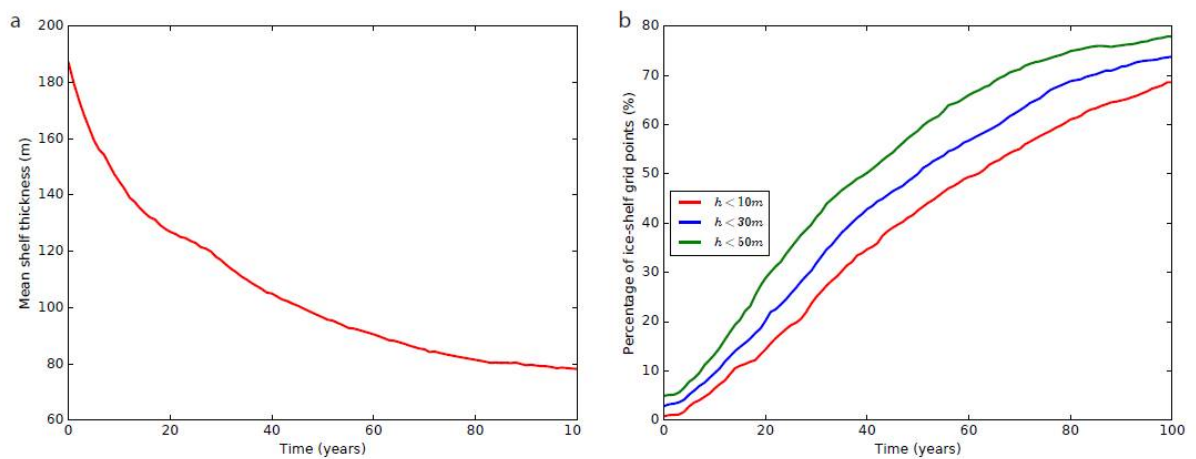 a
200
180
160
140
120
100
80
60
Mean shelf thickness (m)
0 20 40 60 80 10
Time (years)
b
80
70
60
50
40
30
20
10
0
Percentage of ice-shelf grid points (%)
h < 10m
h < 30m
h < 50m
0 20 40 60 80 100
Time (years)